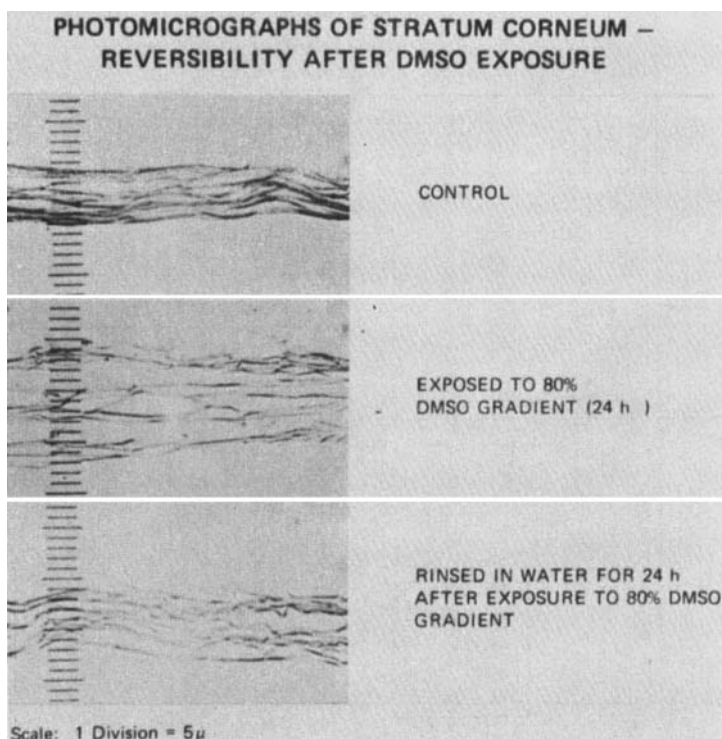 PHOTOMICROGRAPHS OF STRATUM CORNEUM –
REVERSIBILITY AFTER DMSO EXPOSURE
CONTROL
EXPOSED TO 80%
DMSO GRADIENT (24 h )
RINSED IN WATER FOR 24 h
AFTER EXPOSURE TO 80% DMSO
GRADIENT
Scale: 1 Division = 5μ